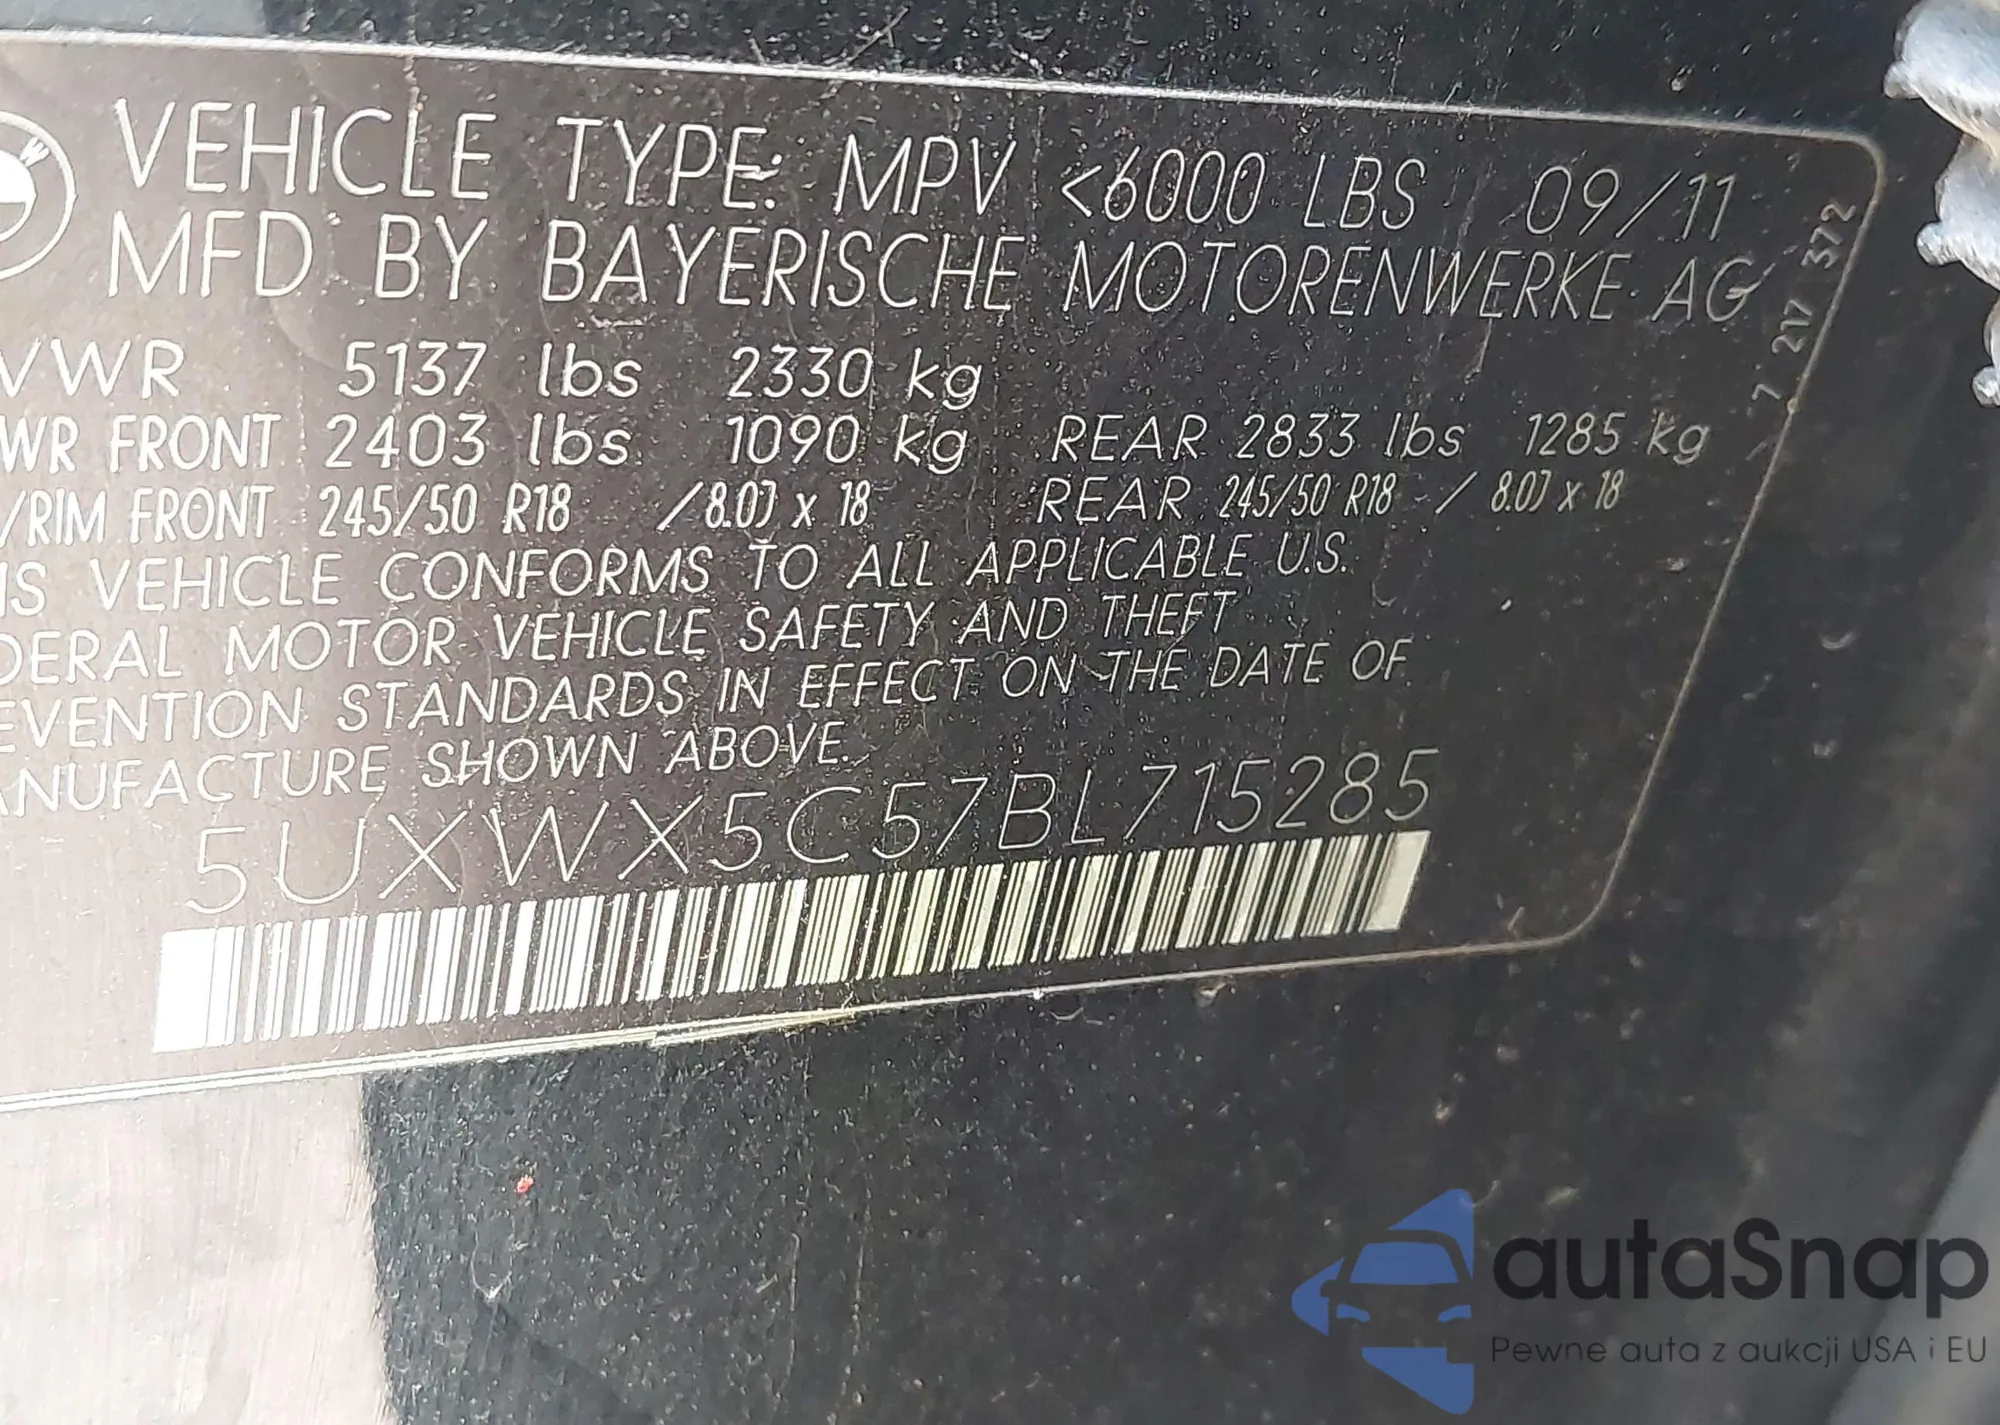 VEHICLE TYPE: MPV <6000 LBS 09/11
MFD BY BAYERISCHE MOTORENWERKE AG
7 217 372
VWR 5137 lbs 2330 kg
WR FRONT 2403 lbs 1090 kg REAR 2833 lbs 1285 kg
/RIM FRONT 245/50 R18 /8.0J x 18 REAR 245/50 R18 / 8.0J x 18
IS VEHICLE CONFORMS TO ALL APPLICABLE U.S.
DERAL MOTOR VEHICLE SAFETY AND THEFT
EVENTION STANDARDS IN EFFECT ON THE DATE OF
ANUFACTURE SHOWN ABOVE.
5UXWX5C57BL715285
autaSnap
Pewne auta z aukcji USA i EU